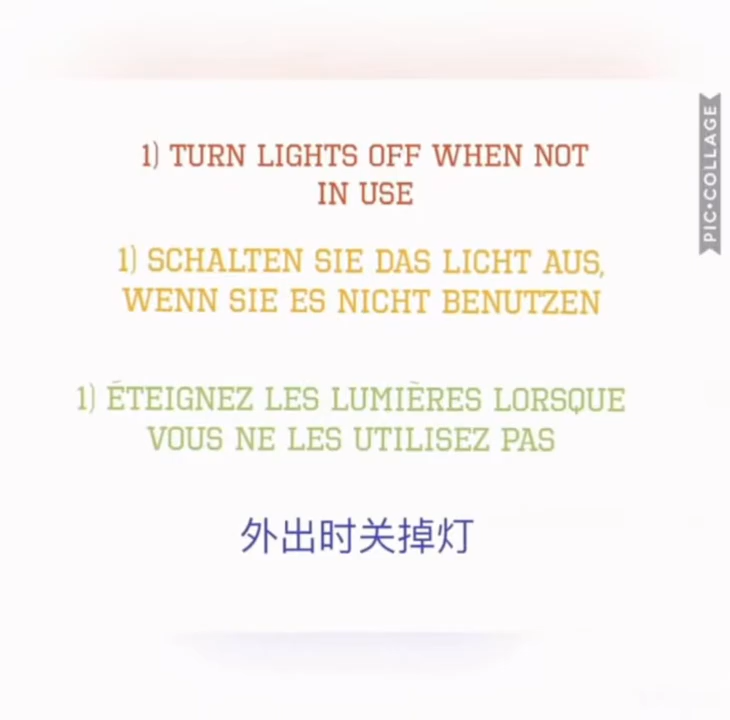 1) TURN LIGHTS OFF WHEN NOT
IN USE
1) SCHALTEN SIE DAS LICHT AUS,
WENN SIE ES NICHT BENUTZEN
1) ÉTEIGNEZ LES LUMIÈRES LORSQUE
VOUS NE LES UTILISEZ PAS
外出时关掉灯
PIC•COLLAGE